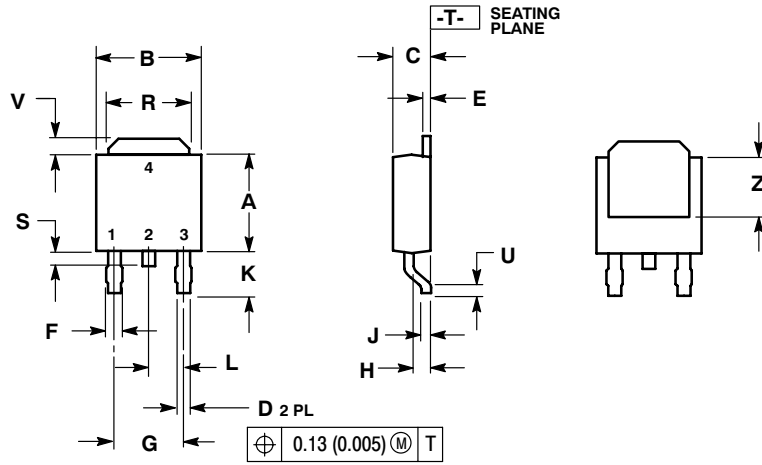 -T- SEATING
PLANE
B
C
V
R
E
4
A
Z
S
1 2 3
K
U
F
J
L
H
D 2 PL
G
⌖ 0.13 (0.005) Ⓜ T